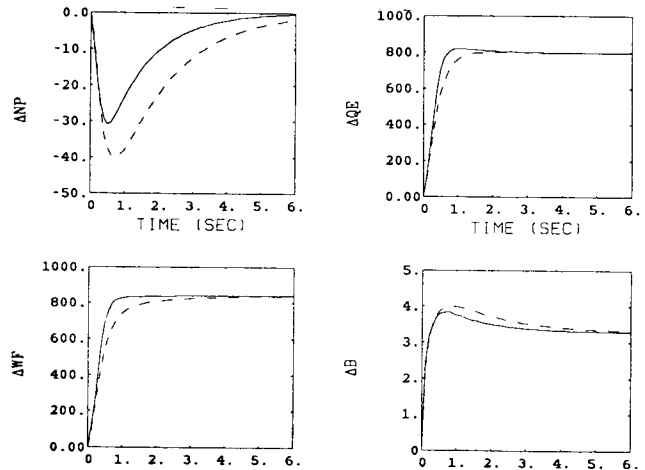 0.0
-10.
-20.
-30.
-40.
-50.
ΔNP
0 1. 2. 3. 4. 5. 6.
TIME (SEC)
1000.
800.
600.
400.
200.
0.00
ΔQE
0 1. 2. 3. 4. 5. 6.
TIME (SEC)
1000.
800.
600.
400.
200.
0.00
ΔWF
0 1. 2. 3. 4. 5. 6.
5.
4.
3.
2.
1.
0
ΔB
0 1. 2. 3. 4. 5. 6.